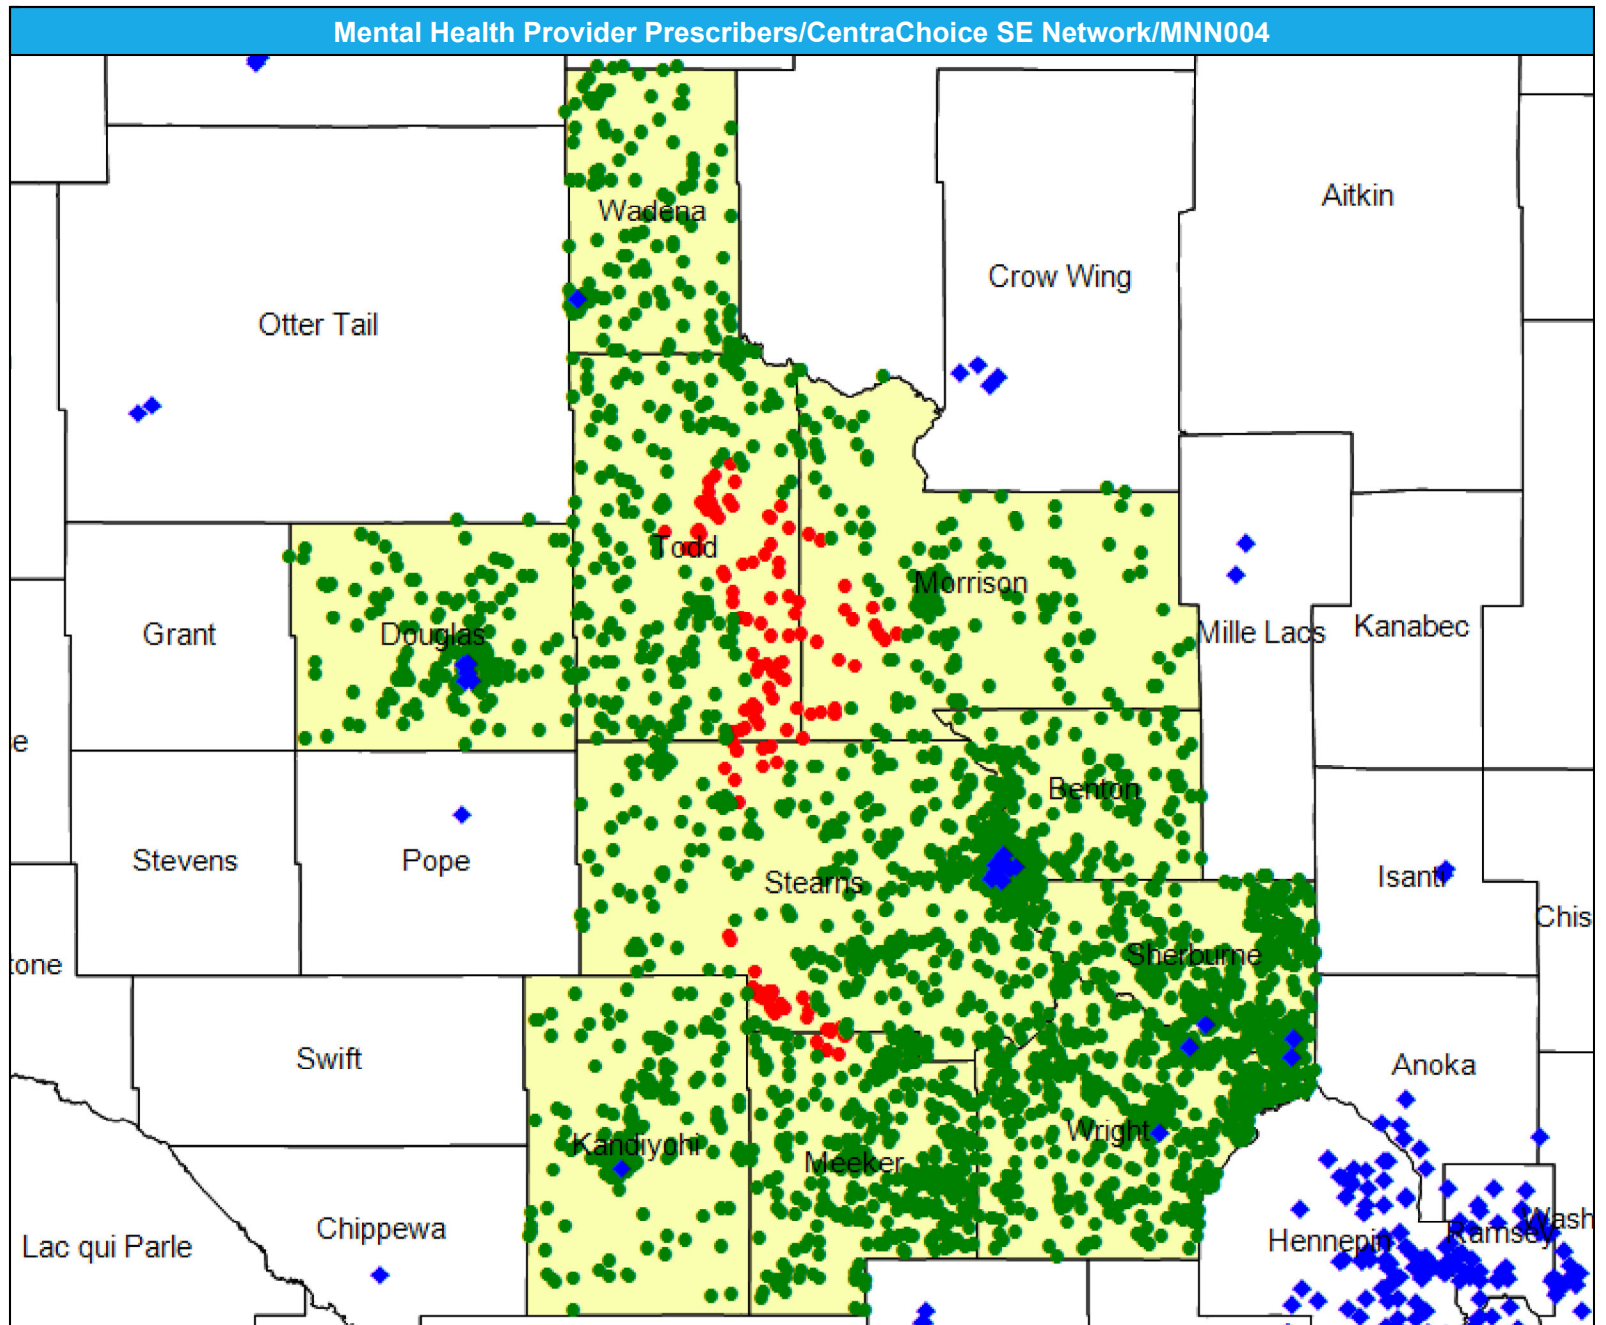 Mental Health Provider Prescribers/CentraChoice SE Network/MNN004
Aitkin
Wadena
Crow Wing
Otter Tail
Todd
Morrison
Grant
Douglas
Mille Lacs
Kanabec
e
Benton
Stevens
Pope
Stearns
Isanti
Chis
Sherburne
tone
Swift
Anoka
Wright
Kandiyohi
Meeker
Chippewa
Lac qui Parle
Hennepin
Ramsey
Wash